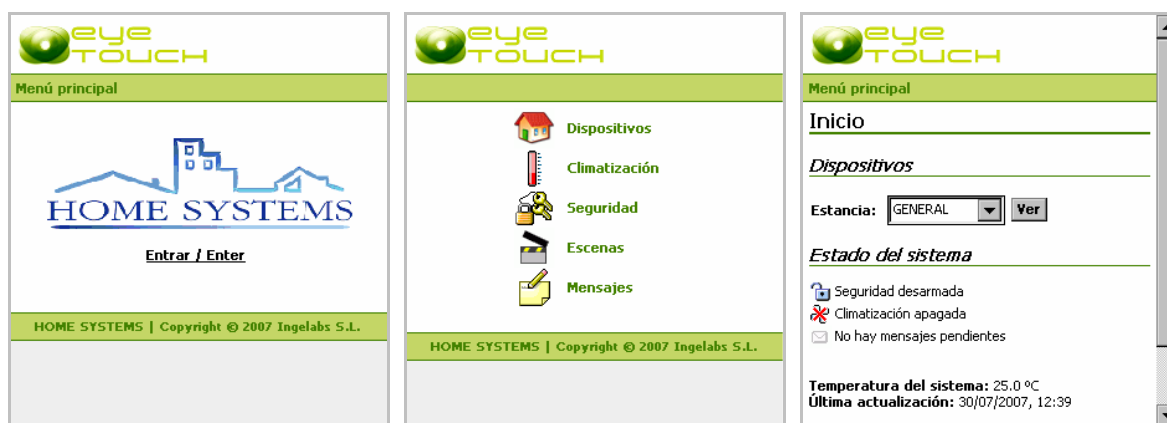 eye
TOUCH
Menú principal
HOME SYSTEMS
Entrar / Enter
HOME SYSTEMS | Copyright © 2007 Ingelabs S.L.
eye
TOUCH
Dispositivos
Climatización
Seguridad
Escenas
Mensajes
HOME SYSTEMS | Copyright © 2007 Ingelabs S.L.
eye
TOUCH
Menú principal
Inicio
Dispositivos
Estancia: GENERAL Ver
Estado del sistema
Seguridad desarmada
Climatización apagada
No hay mensajes pendientes
Temperatura del sistema: 25.0 ºC
Última actualización: 30/07/2007, 12:39